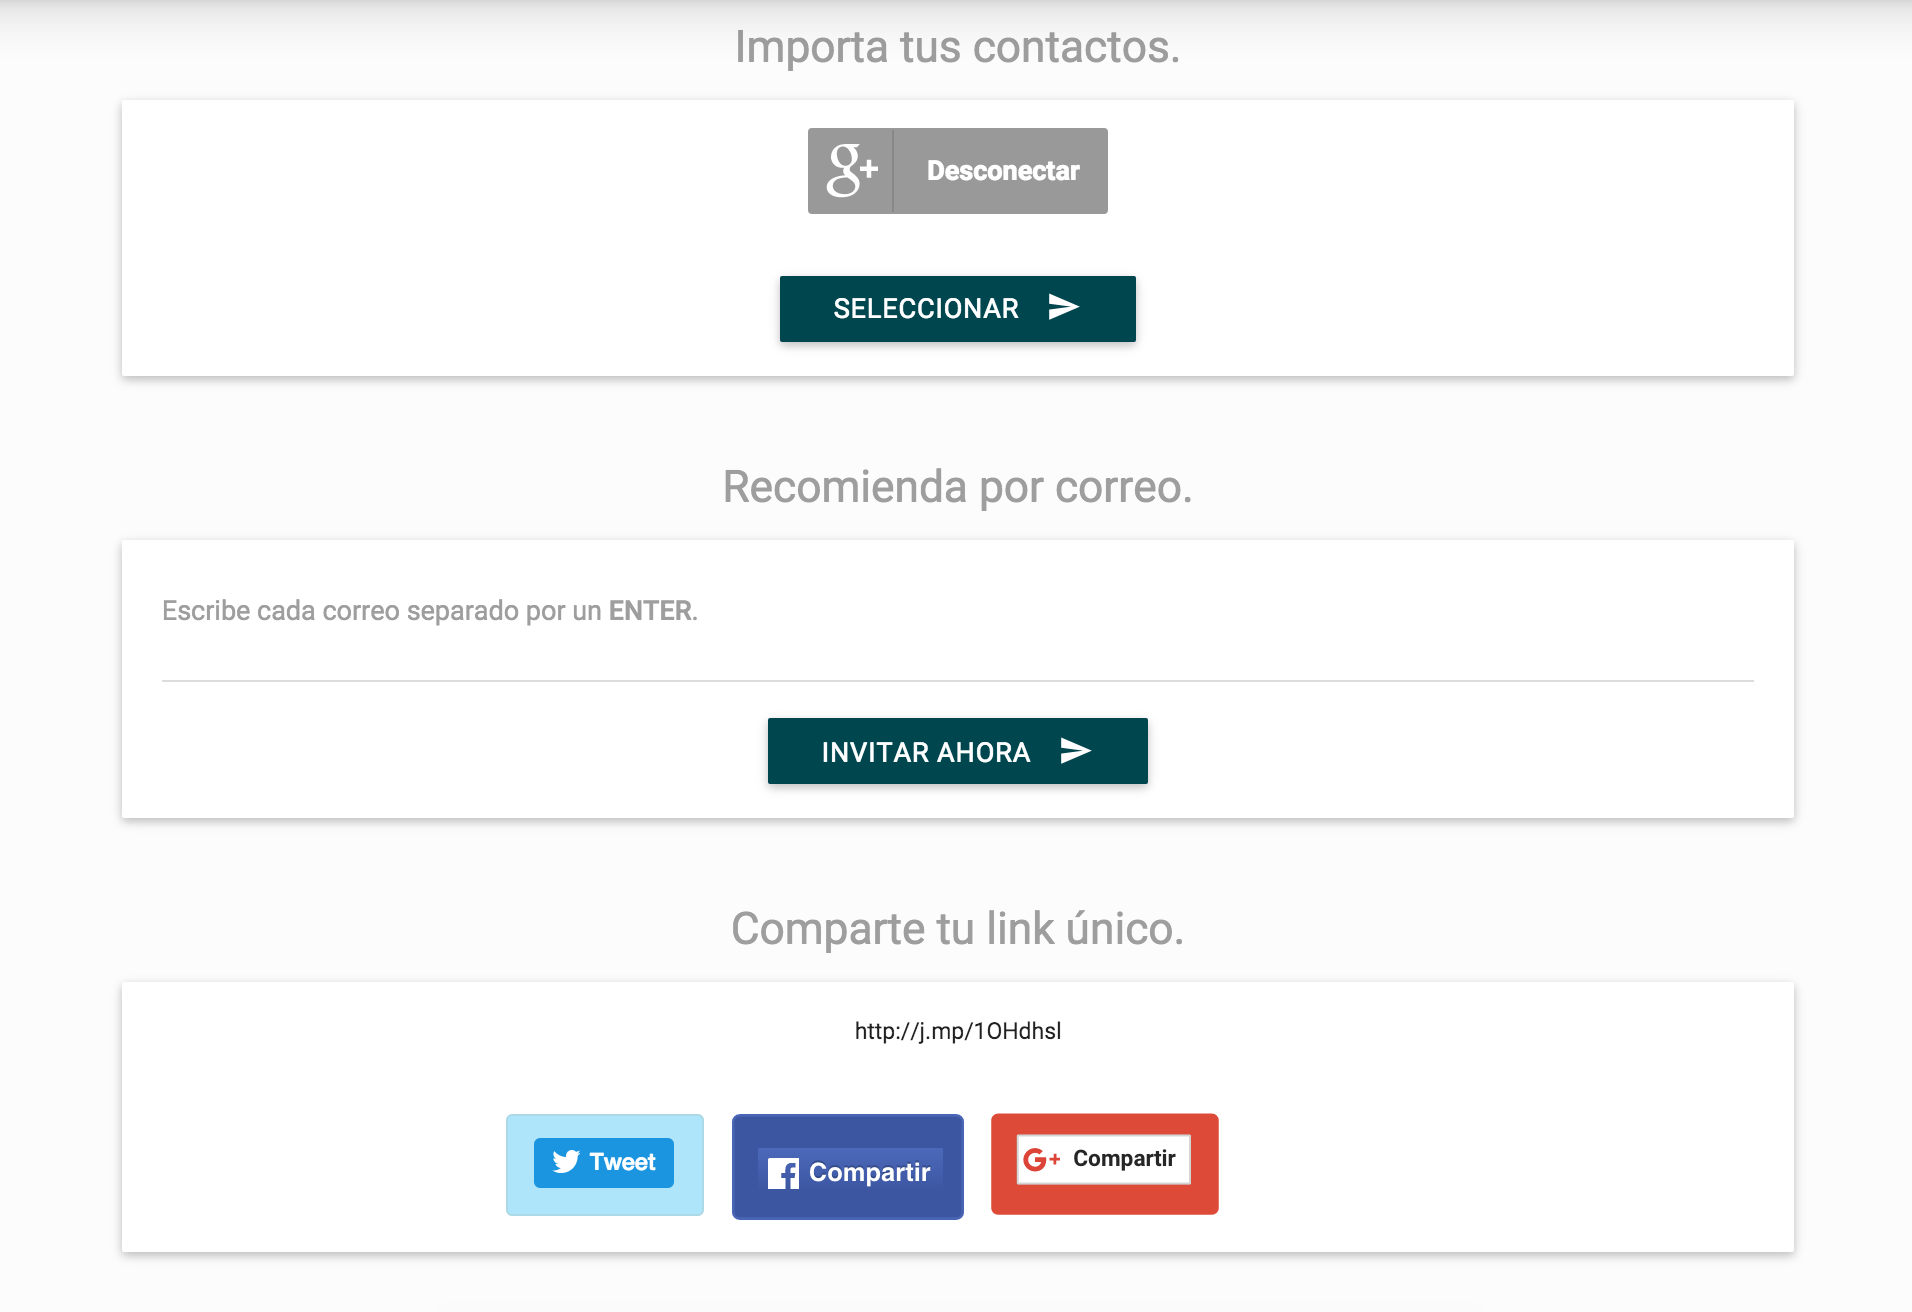 Importa tus contactos.
g+ Desconectar
SELECCIONAR
Recomienda por correo.
Escribe cada correo separado por un ENTER.
INVITAR AHORA
Comparte tu link único.
http://j.mp/1OHdhsl
Tweet
f Compartir
G+ Compartir